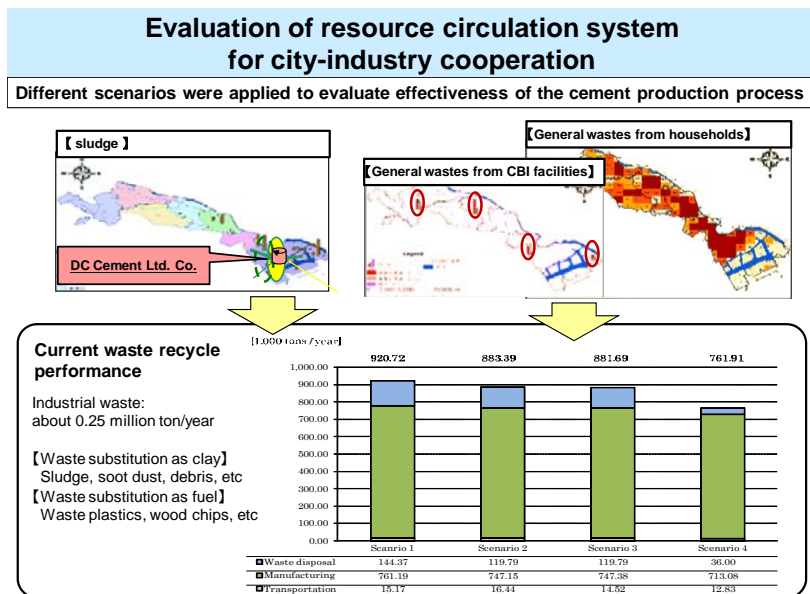 Evaluation of resource circulation system
for city-industry cooperation
Different scenarios were applied to evaluate effectiveness of the cement production process
【 sludge 】
【General wastes from CBI facilities】
【General wastes from households】
DC Cement Ltd. Co.
Current waste recycle
performance
Industrial waste:
about 0.25 million ton/year
【Waste substitution as clay】
Sludge, soot dust, debris, etc
【Waste substitution as fuel】
Waste plastics, wood chips, etc
[1,000 tons/year]
920.72 883.39 881.69 761.91
1,000.00
900.00
800.00
700.00
600.00
500.00
400.00
300.00
200.00
100.00
0.00
Scanrio 1 Scenario 2 Scenario 3 Scenario 4
Waste disposal 144.37 119.79 119.79 36.00
Manufacturing 761.19 747.15 747.38 713.08
Transportation 15.17 16.44 14.52 12.83